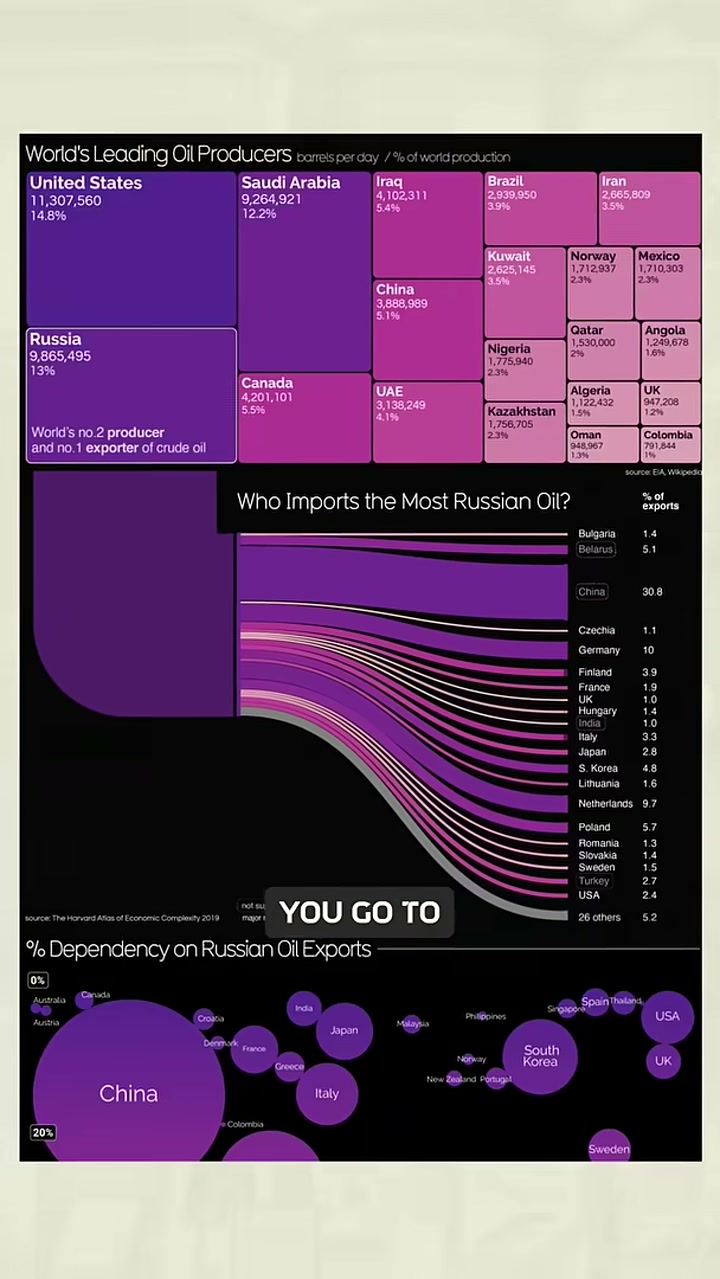 World's Leading Oil Producers barrels per day / % of world production
United States
11,307,560
14.8%
Saudi Arabia
9,264,921
12.2%
Iraq
4,102,311
5.4%
Brazil
2,939,950
3.9%
Iran
2,665,809
3.5%
Kuwait
2,625,145
3.5%
Norway
1,712,937
2.3%
Mexico
1,710,303
2.3%
China
3,888,989
5.1%
Russia
9,865,495
13%
World's no.2 producer
and no.1 exporter of crude oil
Qatar
1,530,000
2%
Angola
1,249,678
1.6%
Nigeria
1,775,940
2.3%
Canada
4,201,101
5.5%
UAE
3,138,249
4.1%
Algeria
1,122,432
1.5%
UK
947,208
1.2%
Kazakhstan
1,756,705
2.3%
Oman
948,967
1.3%
Colombia
791,844
1%
source: EIA, Wikipedia
Who Imports the Most Russian Oil?
% of
exports
Bulgaria 1.4
Belarus 5.1
China 30.8
Czechia 1.1
Germany 10
Finland 3.9
France 1.9
UK 1.0
Hungary 1.4
India 1.0
Italy 3.3
Japan 2.8
S. Korea 4.8
Lithuania 1.6
Netherlands 9.7
Poland 5.7
Romania 1.3
Slovakia 1.4
Sweden 1.5
Turkey 2.7
USA 2.4
26 others 5.2
not
major
source: The Harvard Atlas of Economic Complexity 2019
YOU GO TO
% Dependency on Russian Oil Exports
0%
Australia
Canada
Austria
Croatia
Denmark
France
India
Japan
Greece
Italy
China
Colombia
Malaysia
Philippines
Singapore
Spain
Thailand
USA
Norway
South
Korea
UK
New Zealand
Portugal
20%
Sweden